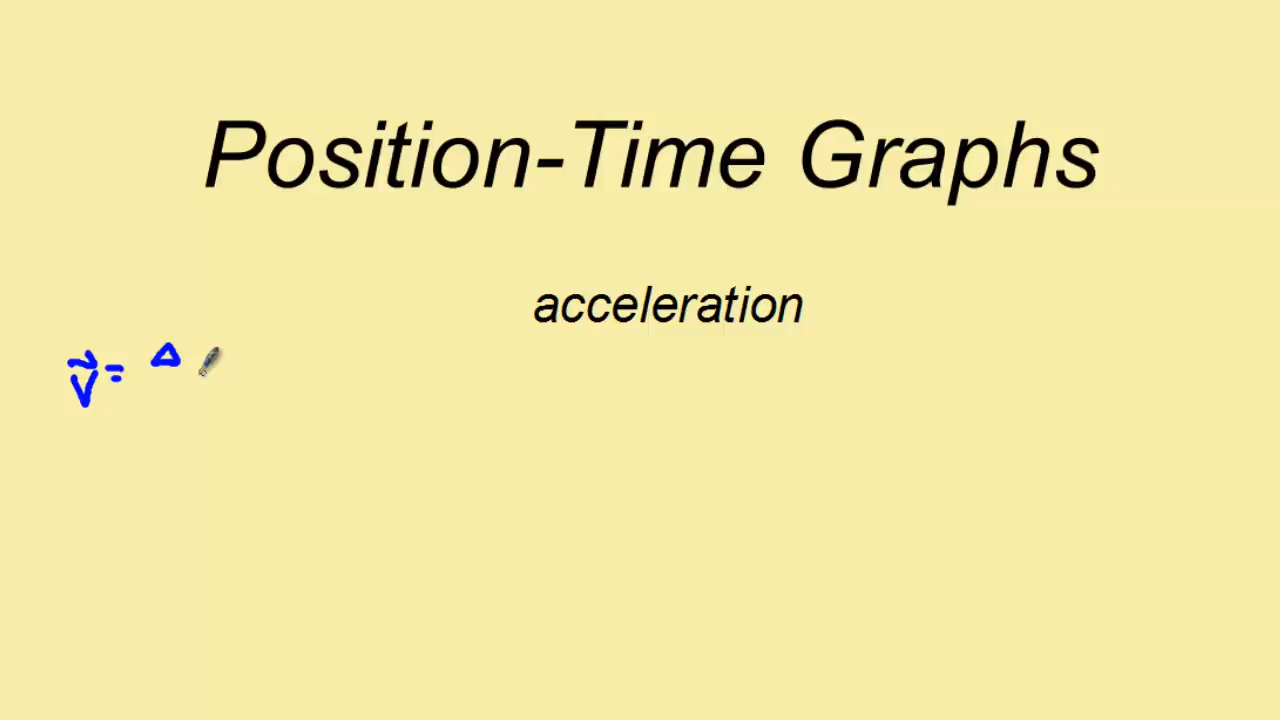 Position-Time Graphs
acceleration
v⃗ = Δ